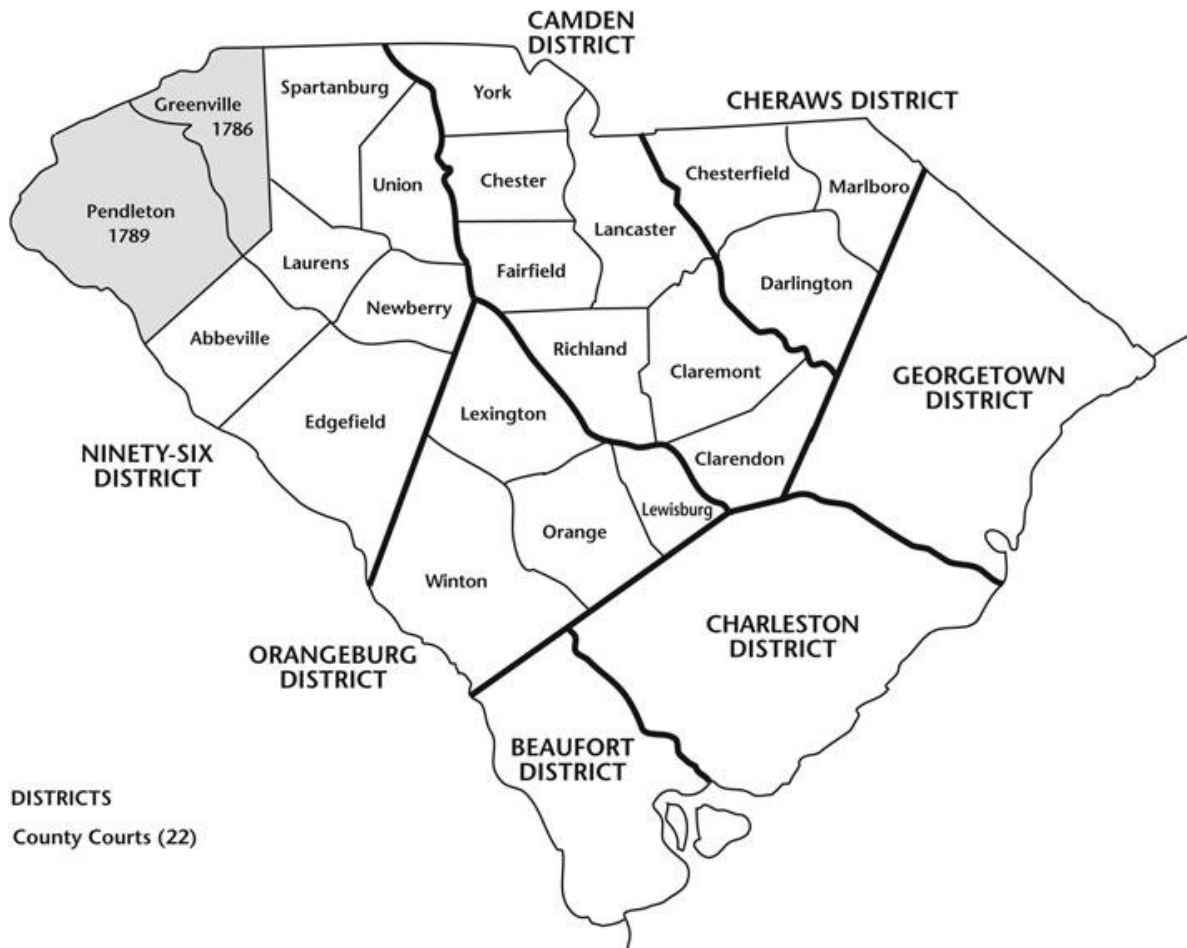 CAMDEN
DISTRICT
CHERAWS DISTRICT
Greenville
1786
Spartanburg
York
Pendleton
1789
Union
Chester
Chesterfield
Marlboro
Lancaster
Laurens
Fairfield
Darlington
Newberry
Abbeville
Richland
Claremont
GEORGETOWN
DISTRICT
Edgefield
Lexington
NINETY-SIX
DISTRICT
Clarendon
Lewisburg
Orange
Winton
CHARLESTON
DISTRICT
ORANGEBURG
DISTRICT
BEAUFORT
DISTRICT
DISTRICTS
County Courts (22)